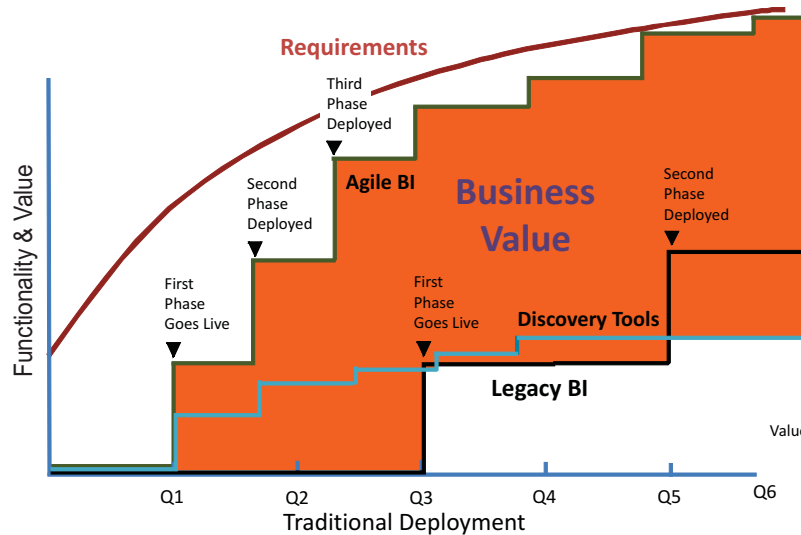 Requirements
Third
Phase
Deployed
Second
Phase
Deployed
Agile BI
Business
Value
Second
Phase
Deployed
First
Phase
Goes Live
First
Phase
Goes Live
Discovery Tools
Legacy BI
Value
Functionality & Value
Q1 Q2 Q3 Q4 Q5 Q6
Traditional Deployment